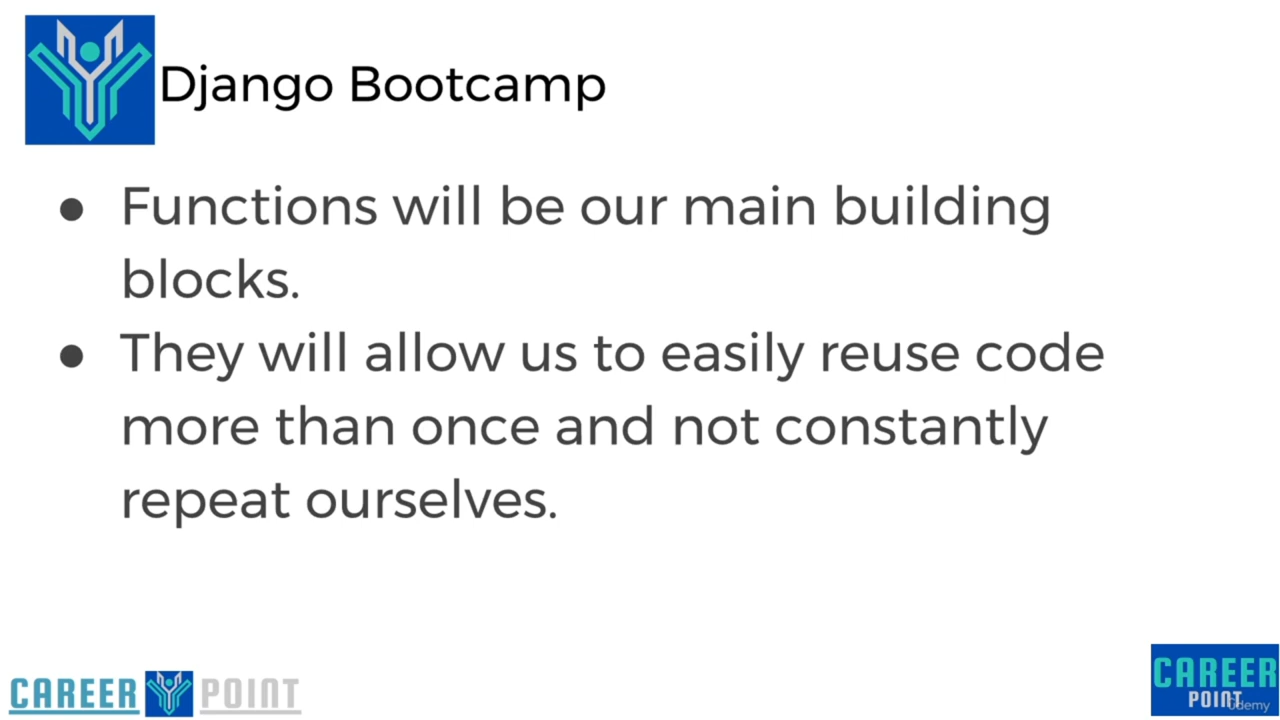 Django Bootcamp
● Functions will be our main building
blocks.
● They will allow us to easily reuse code
more than once and not constantly
repeat ourselves.
CAREER POINT
CAREER
POINT
ûdemy